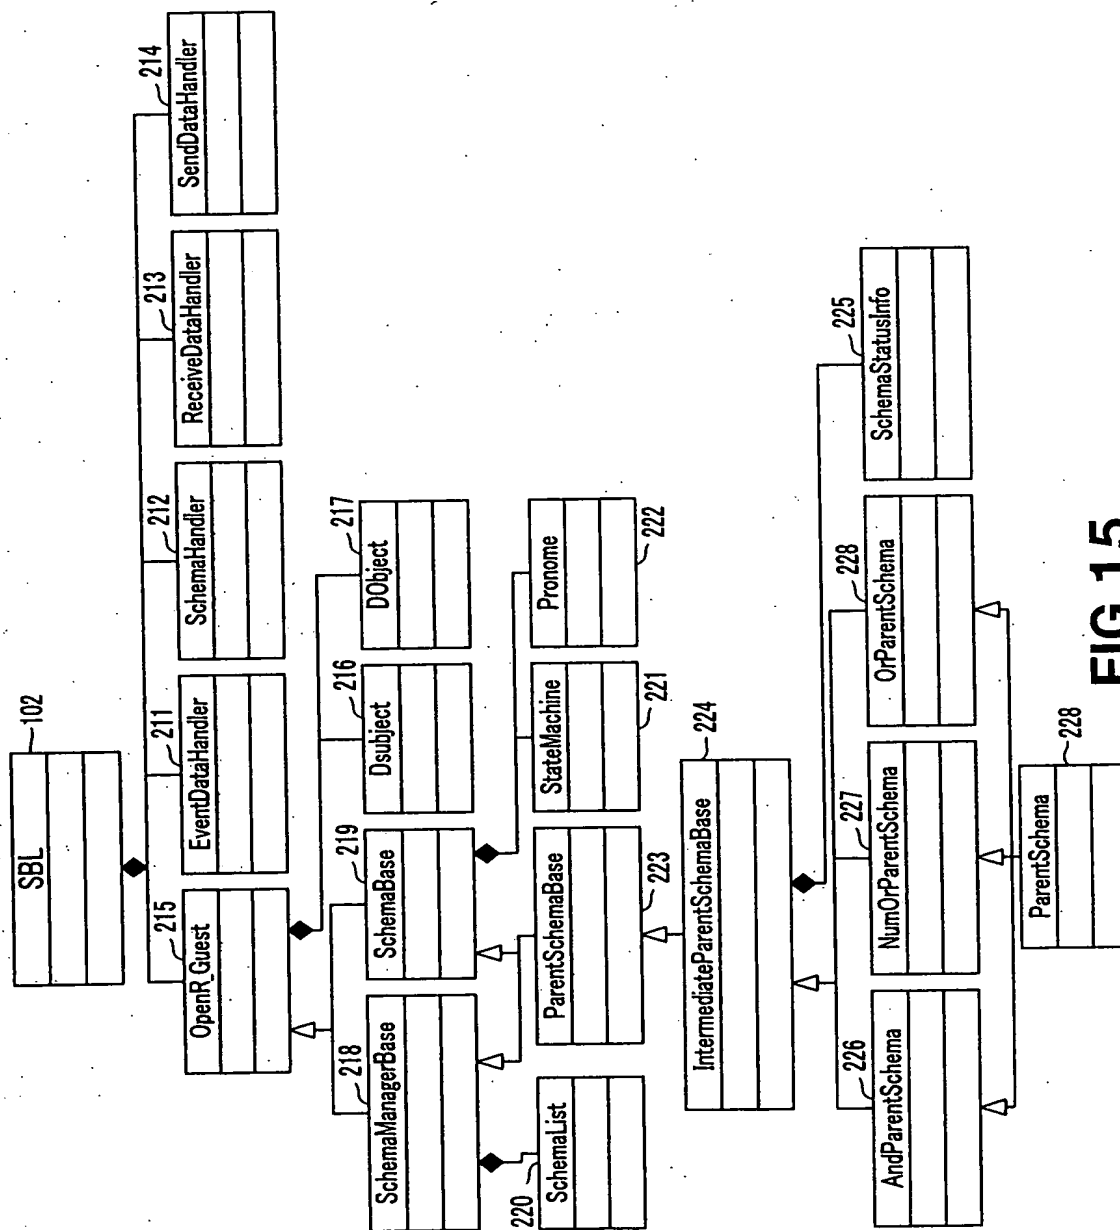 SBL
102
215
OpenR_Guest
211
EventDataHandler
212
SchemaHandler
213
ReceiveDataHandler
214
SendDataHandler
218
SchemaManagerBase
219
SchemaBase
216
Dsubject
217
DObject
220
SchemaList
ParentSchemaBase
223
StateMachine
221
Pronome
222
IntermediateParentSchemaBase
224
226
AndParentSchema
227
NumOrParentSchema
228
OrParentSchema
225
SchemaStatusInfo
ParentSchema
228
FIG.15